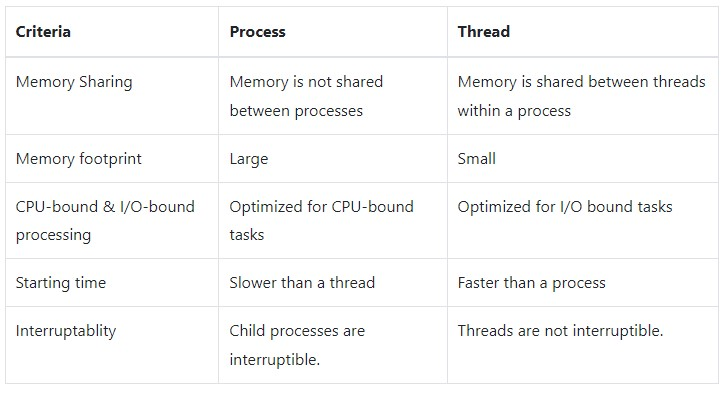 Criteria Process Thread
Memory Sharing Memory is not shared Memory is shared between threads
between processes within a process
Memory footprint Large Small
CPU-bound & I/O-bound Optimized for CPU-bound Optimized for I/O bound tasks
processing tasks
Starting time Slower than a thread Faster than a process
Interruptablity Child processes are Threads are not interruptible.
interruptible.